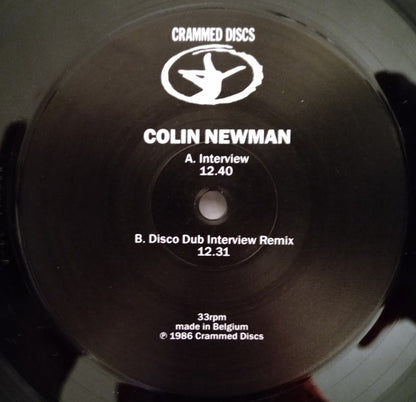 CRAMMED DISCS
COLIN NEWMAN
A. Interview
12.40
B. Disco Dub Interview Remix
12.31
33rpm
made in Belgium
℗ 1986 Crammed Discs